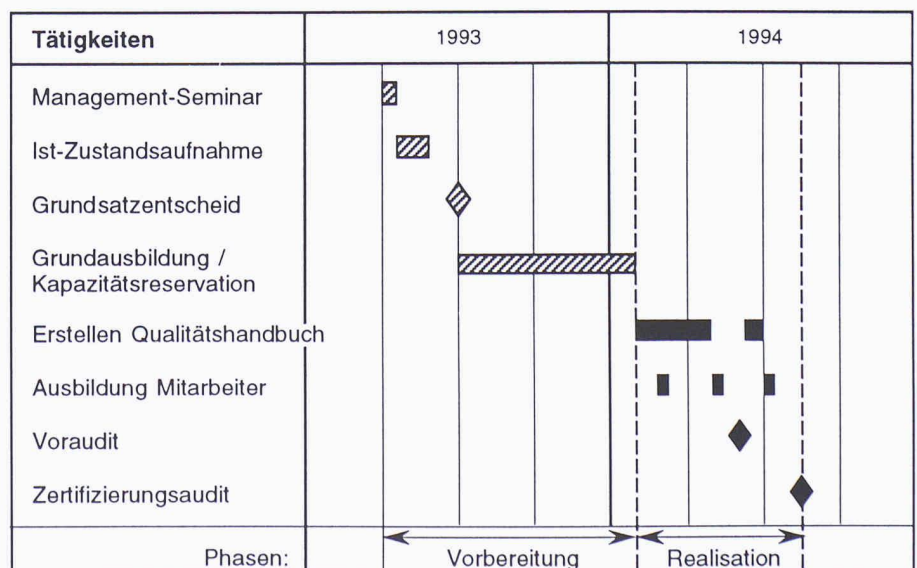 Tätigkeiten 1993 1994
Management-Seminar
Ist-Zustandsaufnahme
Grundsatzentscheid
Grundausbildung /
Kapazitätsreservation
Erstellen Qualitätshandbuch
Ausbildung Mitarbeiter
Voraudit
Zertifizierungsaudit
Phasen: Vorbereitung Realisation